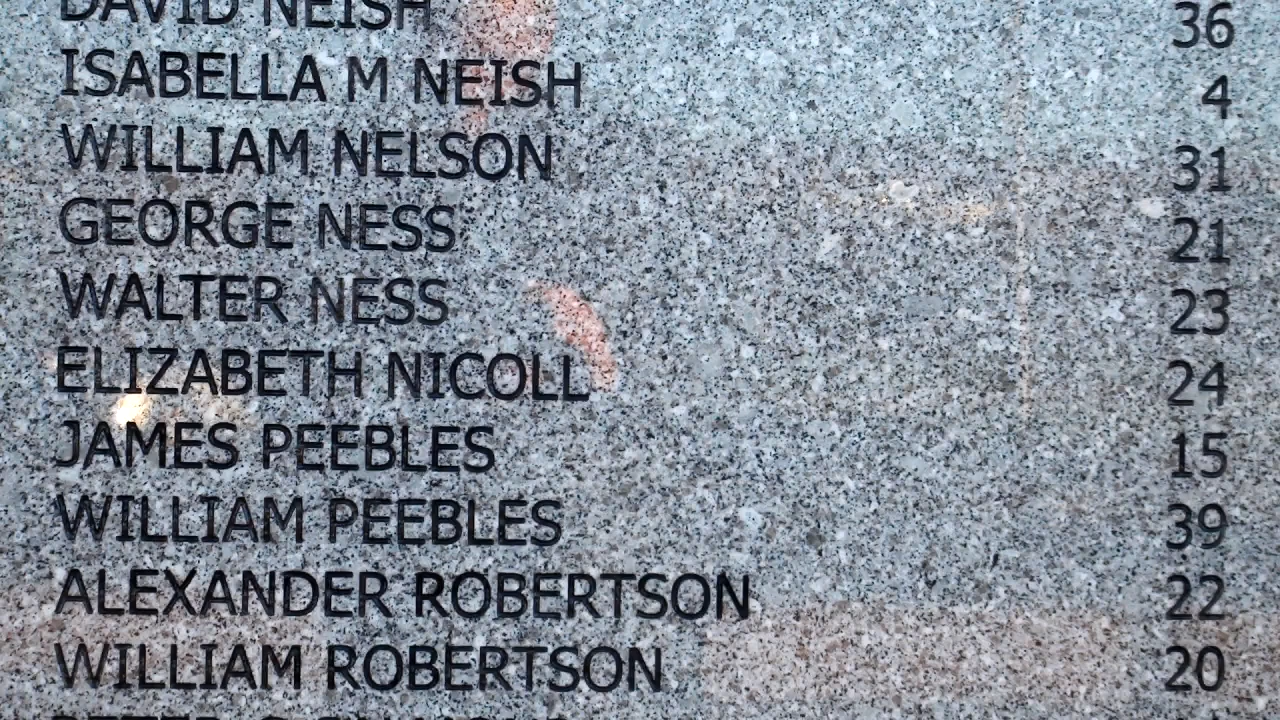 DAVID NEISH 36
ISABELLA M NEISH 4
WILLIAM NELSON 31
GEORGE NESS 21
WALTER NESS 23
ELIZABETH NICOLL 24
JAMES PEEBLES 15
WILLIAM PEEBLES 39
ALEXANDER ROBERTSON 22
WILLIAM ROBERTSON 20